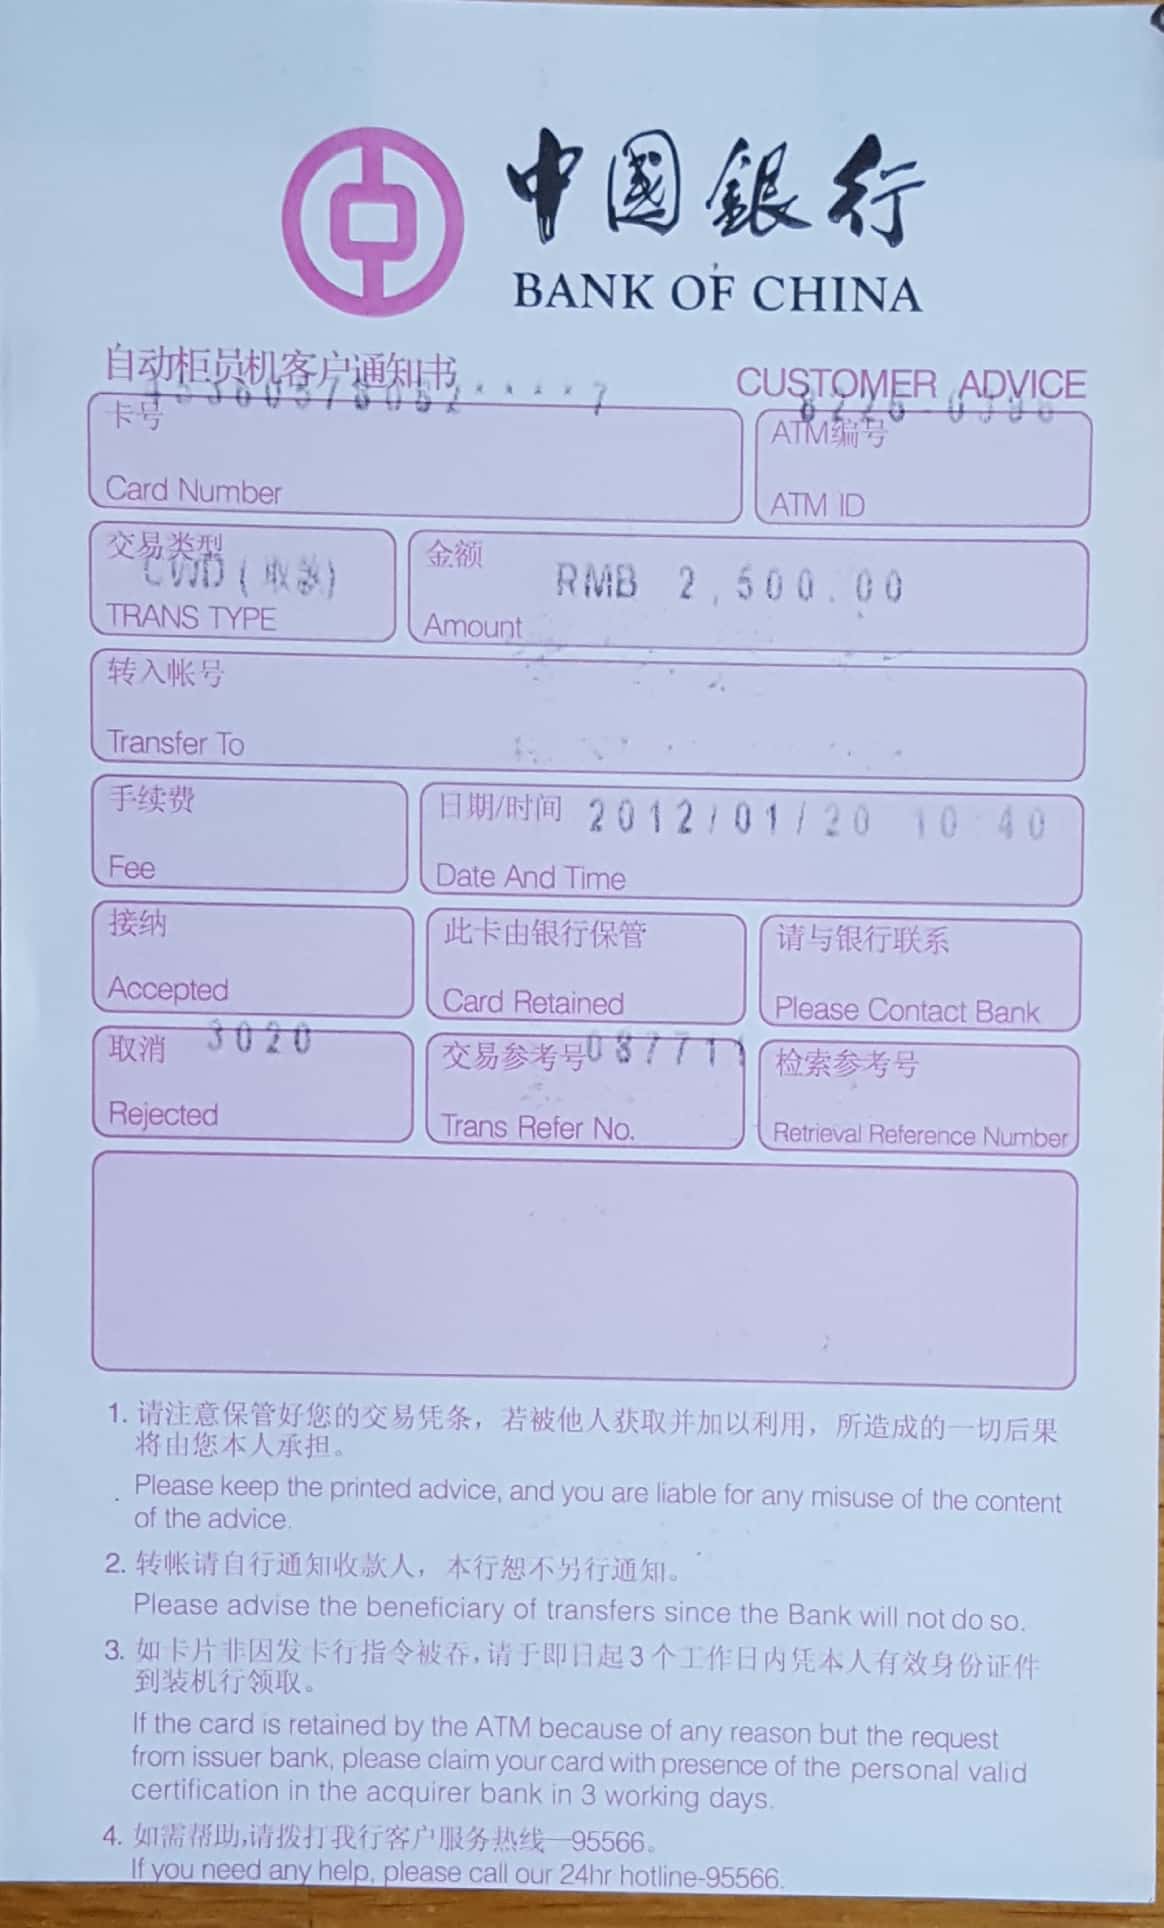 中國銀行
BANK OF CHINA
自动柜员机客户通知书
CUSTOMER ADVICE
卡号
Card Number
ATM编号
ATM ID
交易类型
CWD(取款)
TRANS TYPE
金额
RMB 2,500.00
Amount
转入帐号
Transfer To
手续费
Fee
日期/时间 2012/01/20 10:40
Date And Time
接纳
Accepted
此卡由银行保管
Card Retained
请与银行联系
Please Contact Bank
取消 3020
Rejected
交易参考号 087711
Trans Refer No.
检索参考号
Retrieval Reference Number
1. 请注意保管好您的交易凭条，若被他人获取并加以利用，所造成的一切后果
将由您本人承担。
Please keep the printed advice, and you are liable for any misuse of the content
of the advice.
2. 转帐请自行通知收款人，本行恕不另行通知。
Please advise the beneficiary of transfers since the Bank will not do so.
3. 如卡片非因发卡行指令被吞，请于即日起3个工作日内凭本人有效身份证件
到装机行领取。
If the card is retained by the ATM because of any reason but the request
from issuer bank, please claim your card with presence of the personal valid
certification in the acquirer bank in 3 working days.
4. 如需帮助，请拨打我行客户服务热线—95566。
If you need any help, please call our 24hr hotline-95566.